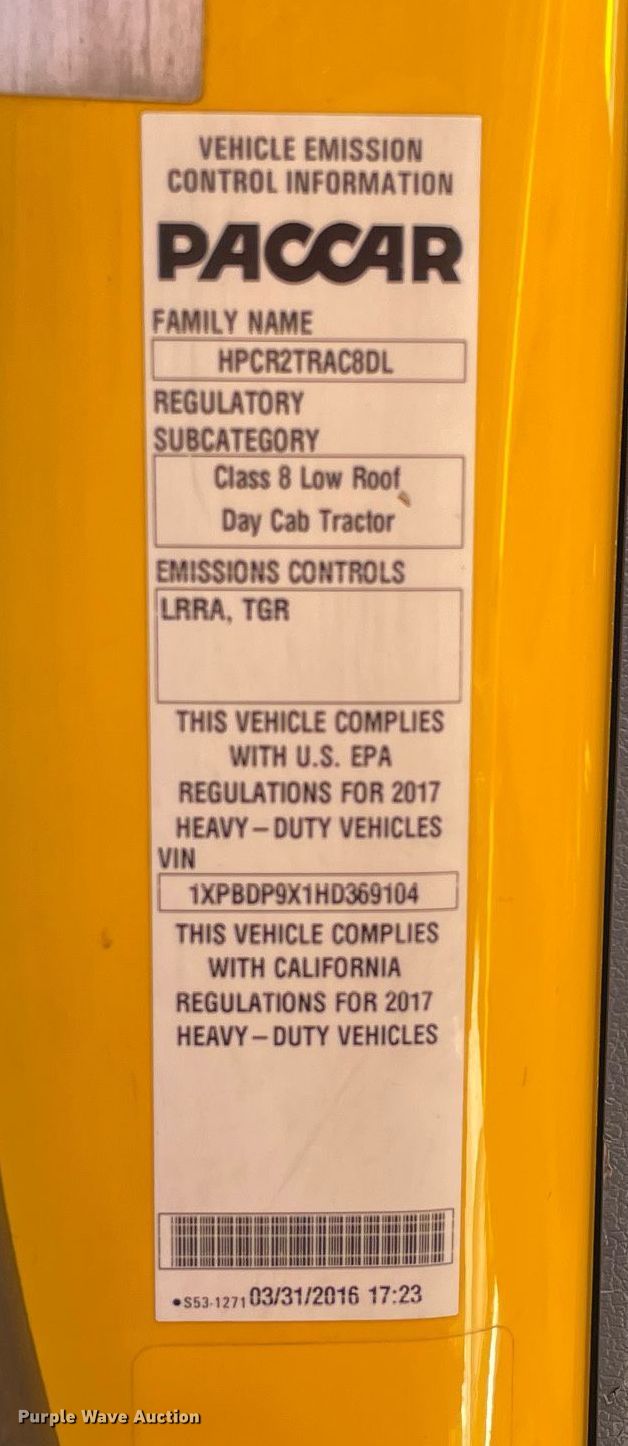 VEHICLE EMISSION
CONTROL INFORMATION
PACCAR
FAMILY NAME
HPCR2TRAC8DL
REGULATORY
SUBCATEGORY
Class 8 Low Roof
Day Cab Tractor
EMISSIONS CONTROLS
LRRA, TGR
THIS VEHICLE COMPLIES
WITH U.S. EPA
REGULATIONS FOR 2017
HEAVY-DUTY VEHICLES
VIN
1XPBDP9X1HD369104
THIS VEHICLE COMPLIES
WITH CALIFORNIA
REGULATIONS FOR 2017
HEAVY-DUTY VEHICLES
•S53-1271 03/31/2016 17:23
Purple Wave Auction